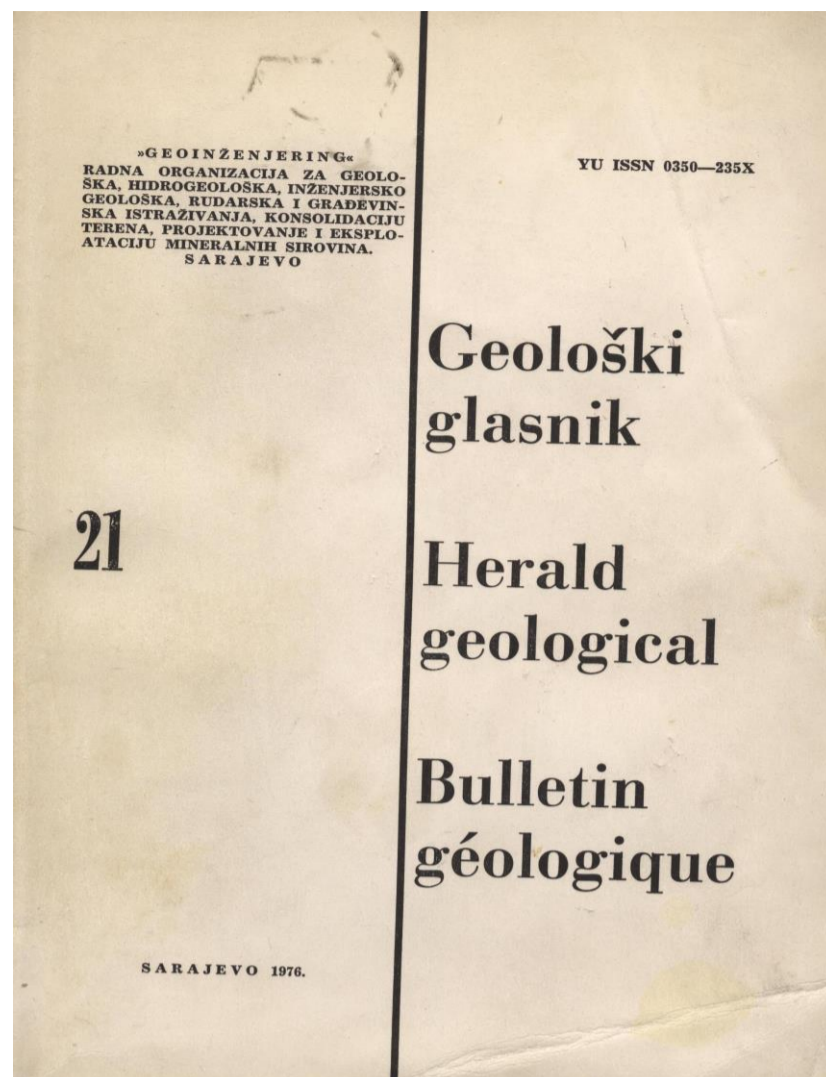 »GEOINŽENJERING«
RADNA ORGANIZACIJA ZA GEOLO-
ŠKA, HIDROGEOLOŠKA, INŽENJERSKO
GEOLOŠKA, RUDARSKA I GRAĐEVIN-
SKA ISTRAŽIVANJA, KONSOLIDACIJU
TERENA, PROJEKTOVANJE I EKSPLO-
ATACIJU MINERALNIH SIROVINA.
SARAJEVO
YU ISSN 0350—235X
Geološki
glasnik
21
Herald
geological
Bulletin
géologique
SARAJEVO 1976.